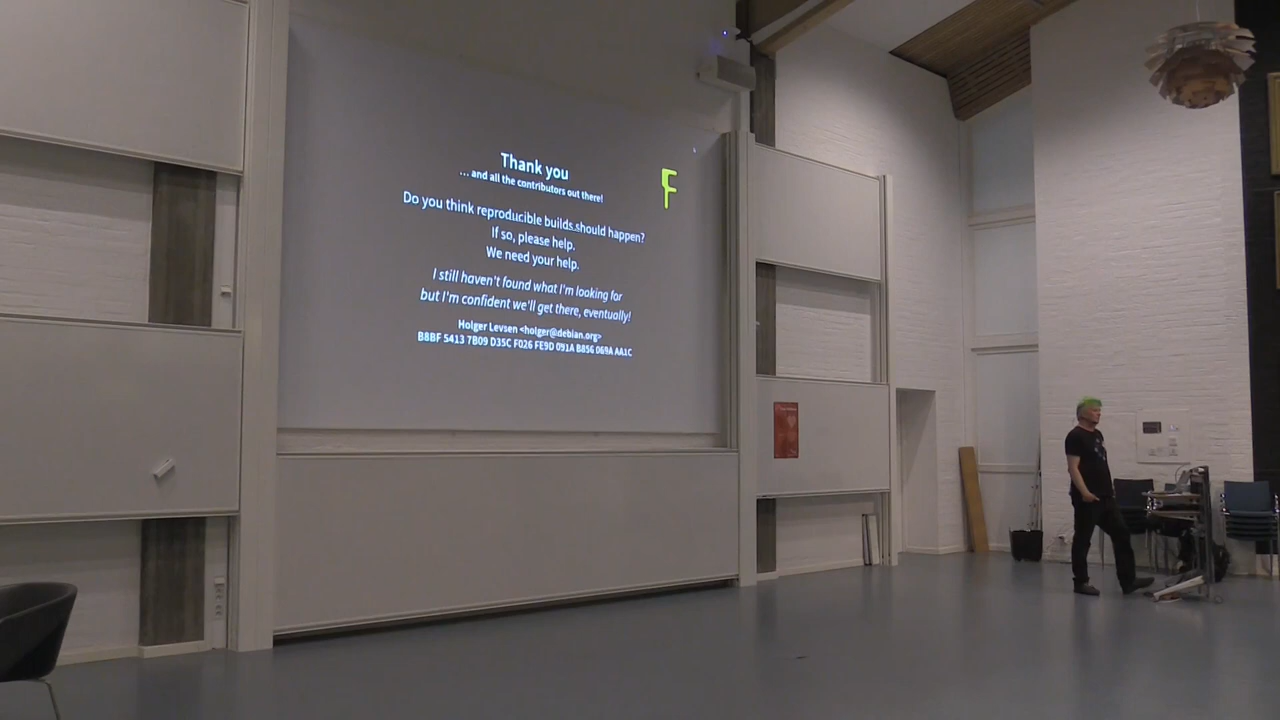 Thank you
... and all the contributors out there!
Do you think reproducible builds should happen?
If so, please help.
We need your help.
I still haven't found what I'm looking for
but I'm confident we'll get there, eventually!
Holger Levsen <holger@debian.org>
B8BF 5413 7B09 D35C F026 FE9D 091A B856 069A AA1C